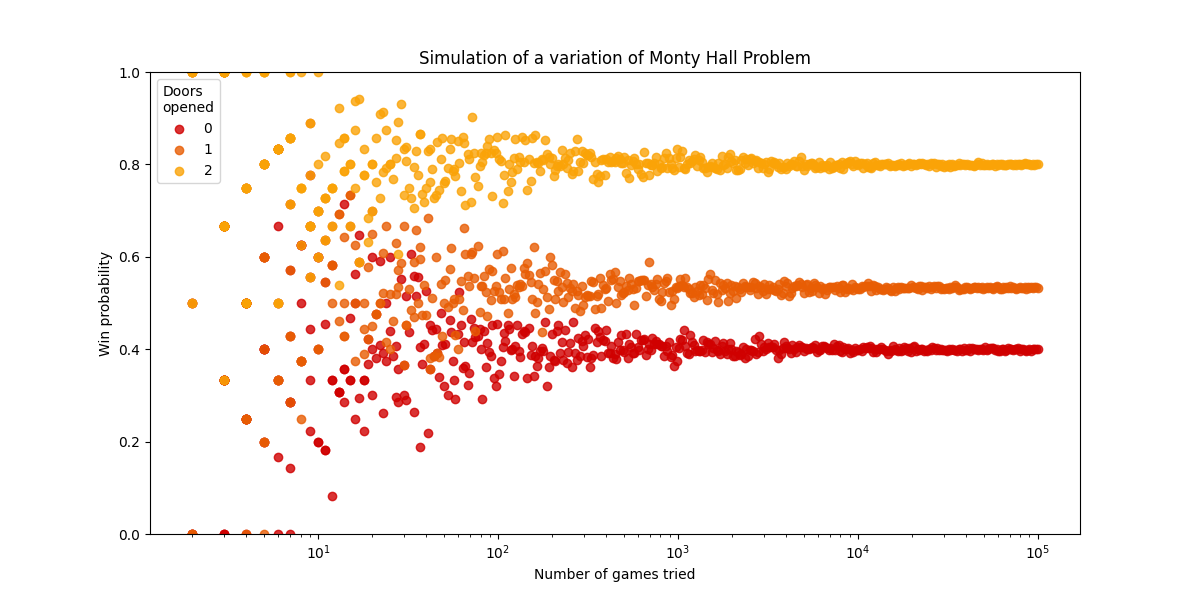 Simulation of a variation of Monty Hall Problem
Win probability
1.0
0.8
0.6
0.4
0.2
0.0
Doors
opened
0
1
2
10¹
10²
10³
10⁴
10⁵
Number of games tried